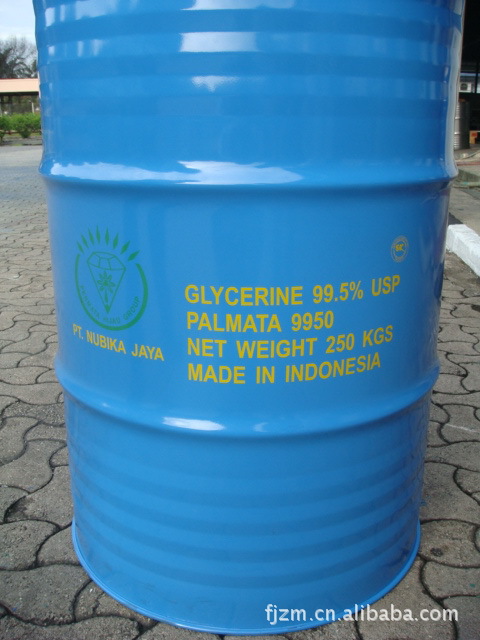 GLYCERINE 99.5% USP
PALMATA 9950
NET WEIGHT 250 KGS
MADE IN INDONESIA
PT. NUBIKA JAYA
fjzm.cn.alibaba.com